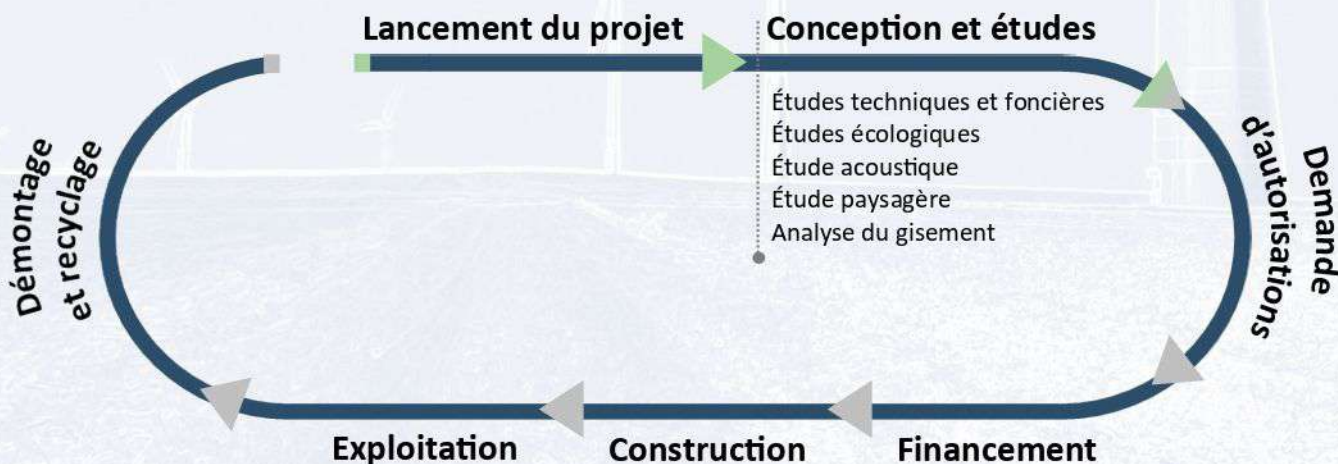 Lancement du projet
Conception et études
Études techniques et foncières
Études écologiques
Étude acoustique
Étude paysagère
Analyse du gisement
Demande
d'autorisations
Financement
Construction
Exploitation
Démontage
et recyclage